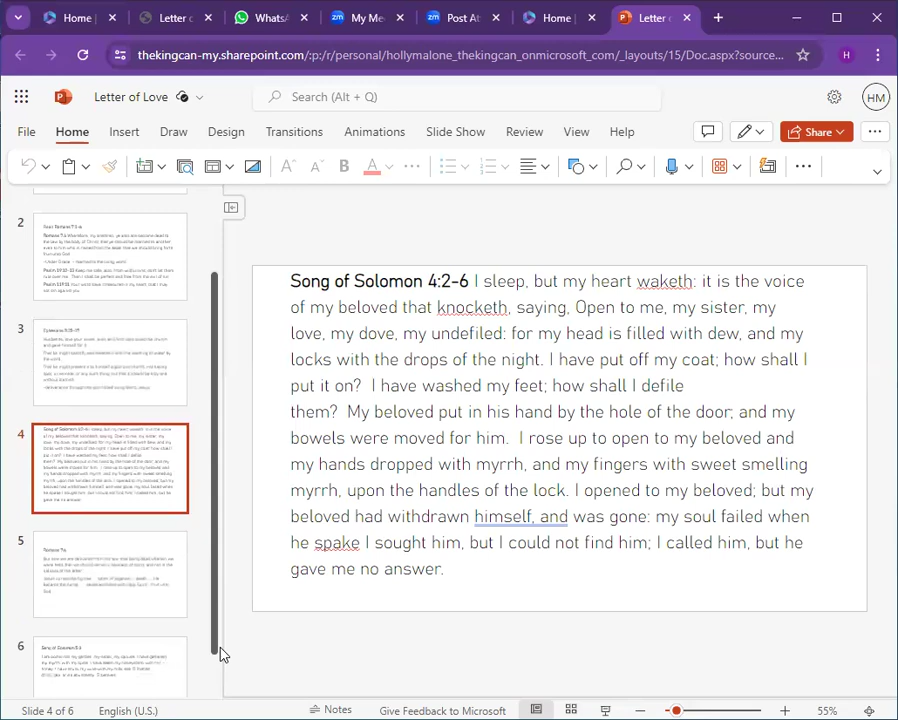 Home
Letter c
WhatsA
My Me
Post At
Home |
Letter
thekingcan-my.sharepoint.com/:p:/r/personal/hollymalone_thekingcan_onmicrosoft_com/_layouts/15/Doc.aspx?source...
H
Letter of Love
Search (Alt + Q)
HM
File Home Insert Draw Design Transitions Animations Slide Show Review View Help
Share
2
3
4
5
6
Song of Solomon 4:2-6 I sleep, but my heart waketh: it is the voice
of my beloved that knocketh, saying, Open to me, my sister, my
love, my dove, my undefiled: for my head is filled with dew, and my
locks with the drops of the night. I have put off my coat; how shall I
put it on?  I have washed my feet; how shall I defile
them?  My beloved put in his hand by the hole of the door; and my
bowels were moved for him.  I rose up to open to my beloved and
my hands dropped with myrrh, and my fingers with sweet smelling
myrrh, upon the handles of the lock. I opened to my beloved; but my
beloved had withdrawn himself, and was gone: my soul failed when
he spake I sought him, but I could not find him; I called him, but he
gave me no answer.
Slide 4 of 6
English (U.S.)
Notes
Give Feedback to Microsoft
55%